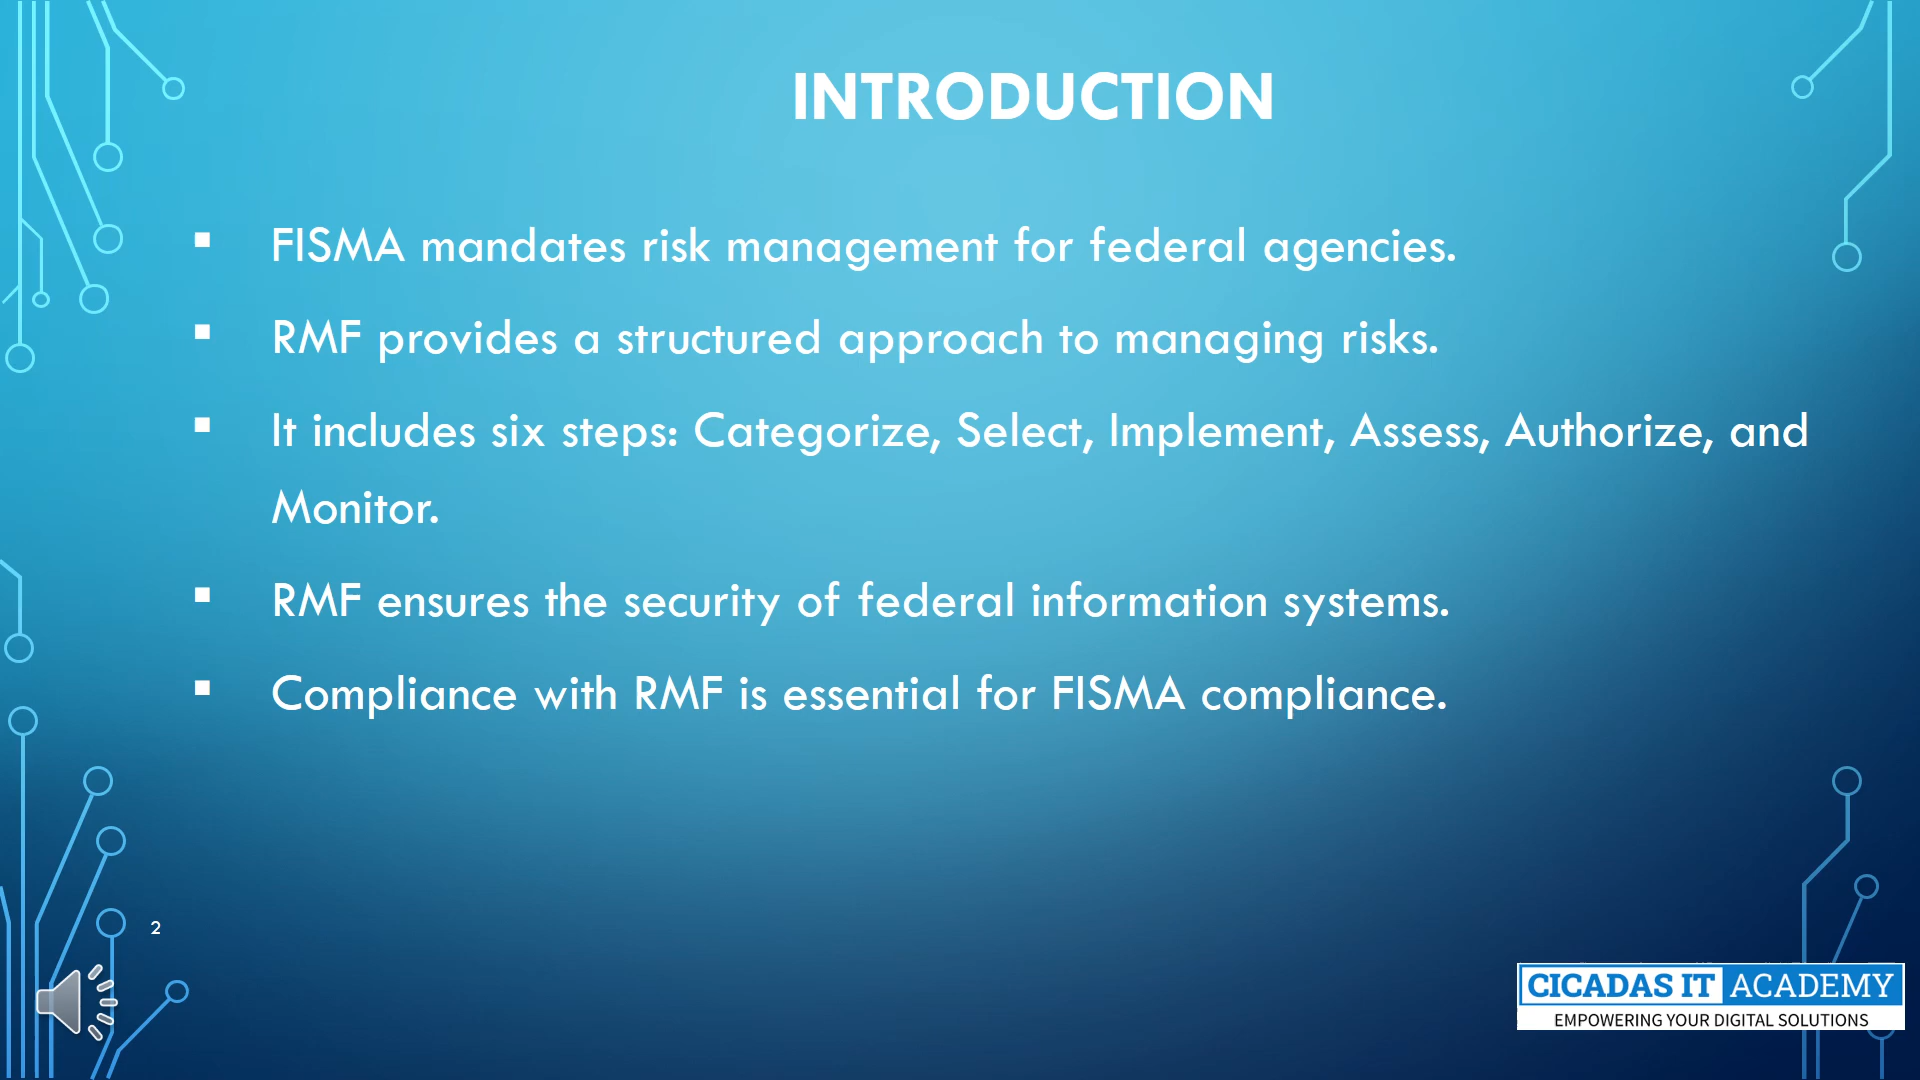 INTRODUCTION
▪ FISMA mandates risk management for federal agencies.
▪ RMF provides a structured approach to managing risks.
▪ It includes six steps: Categorize, Select, Implement, Assess, Authorize, and
Monitor.
▪ RMF ensures the security of federal information systems.
▪ Compliance with RMF is essential for FISMA compliance.
2
CICADAS IT ACADEMY
EMPOWERING YOUR DIGITAL SOLUTIONS